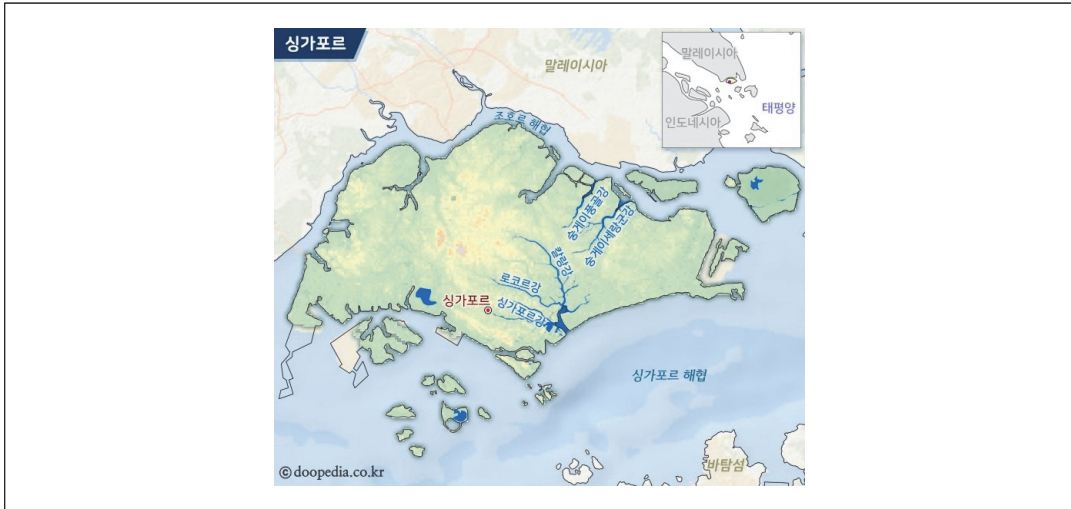 싱가포르
말레이시아
말레이시아
태평양
인도네시아
조호르 해협
숭게이풍골강
숭게이세랑군강
칼랑강
로코르강
싱가포르
싱가포르강
싱가포르 해협
바탐섬
© doopedia.co.kr